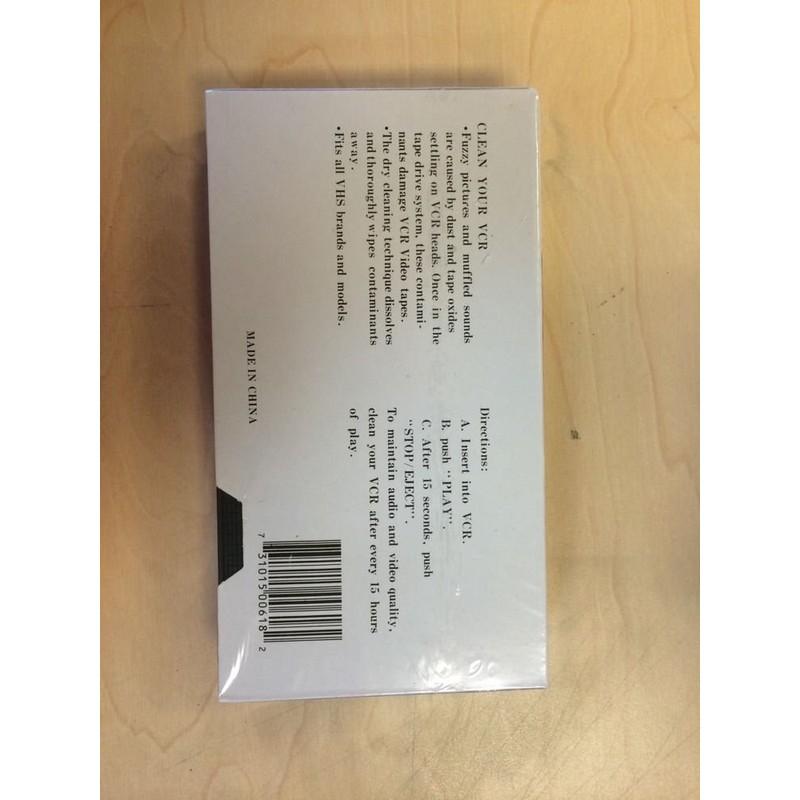 CLEAN YOUR VCR
•Fuzzy pictures and muffled sounds
are caused by dust and tape oxides
settling on VCR heads. Once in the
tape drive system, these contami-
nants damage VCR Video tapes.
•The dry cleaning technique dissolves
and thoroughly wipes contaminants
away.
•Fits all VHS brands and models.
MADE IN CHINA
Directions:
A. Insert into VCR.
B. push "PLAY".
C. After 15 seconds, push
"STOP/EJECT".
To maintain audio and video quality,
clean your VCR after every 15 hours
of play.
7 31015 00618 2